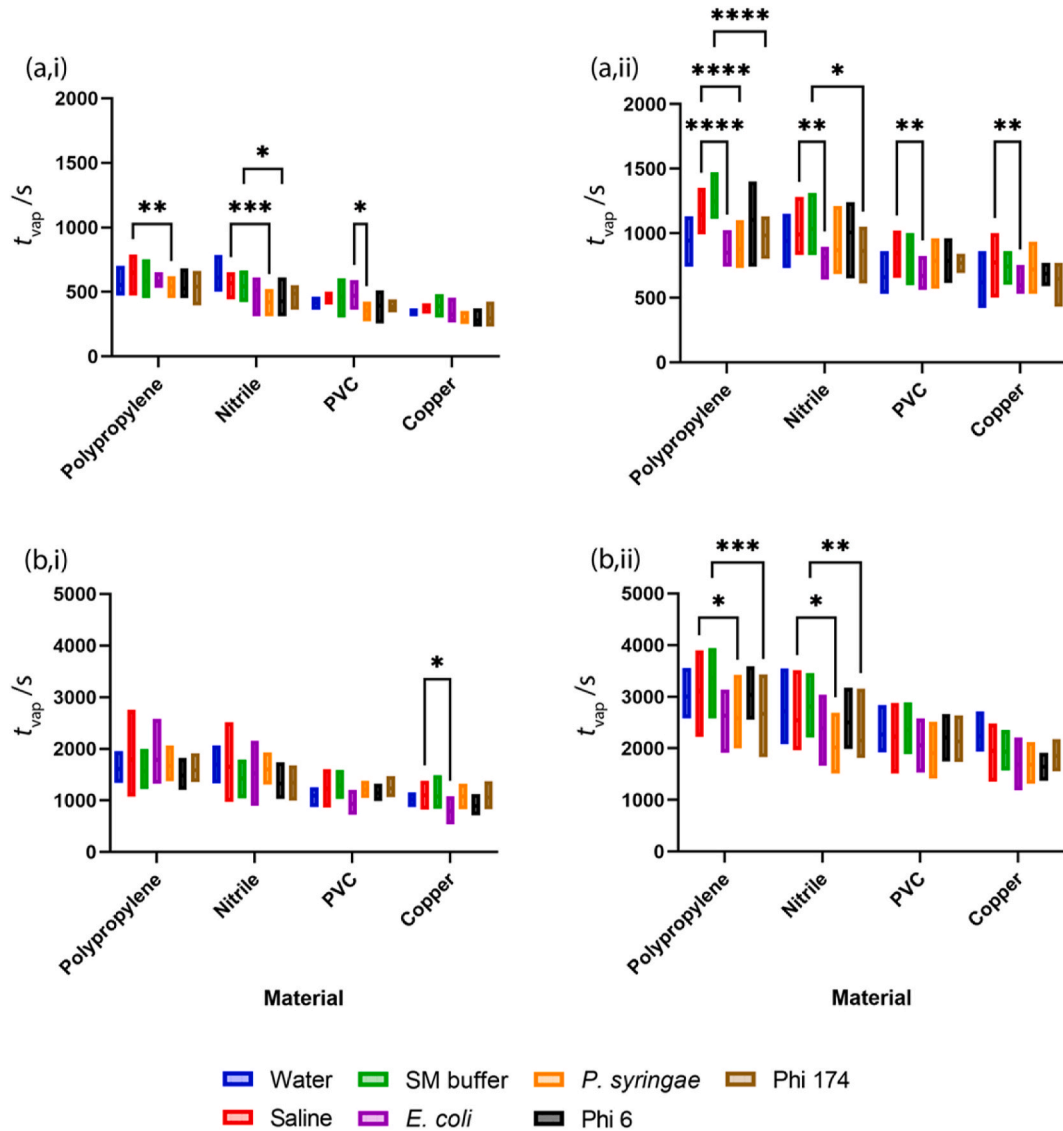 (a,i)
2000
1500
1000
500
0
t_vap /s
**
***
*
*
Polypropylene
Nitrile
PVC
Copper
(a,ii)
2000
1500
1000
500
0
t_vap /s
****
****
****
*
**
**
**
Polypropylene
Nitrile
PVC
Copper
(b,i)
5000
4000
3000
2000
1000
0
t_vap /s
*
Polypropylene
Nitrile
PVC
Copper
Material
(b,ii)
5000
4000
3000
2000
1000
0
t_vap /s
***
*
**
*
Polypropylene
Nitrile
PVC
Copper
Material
Water
SM buffer
P. syringae
Phi 174
Saline
E. coli
Phi 6